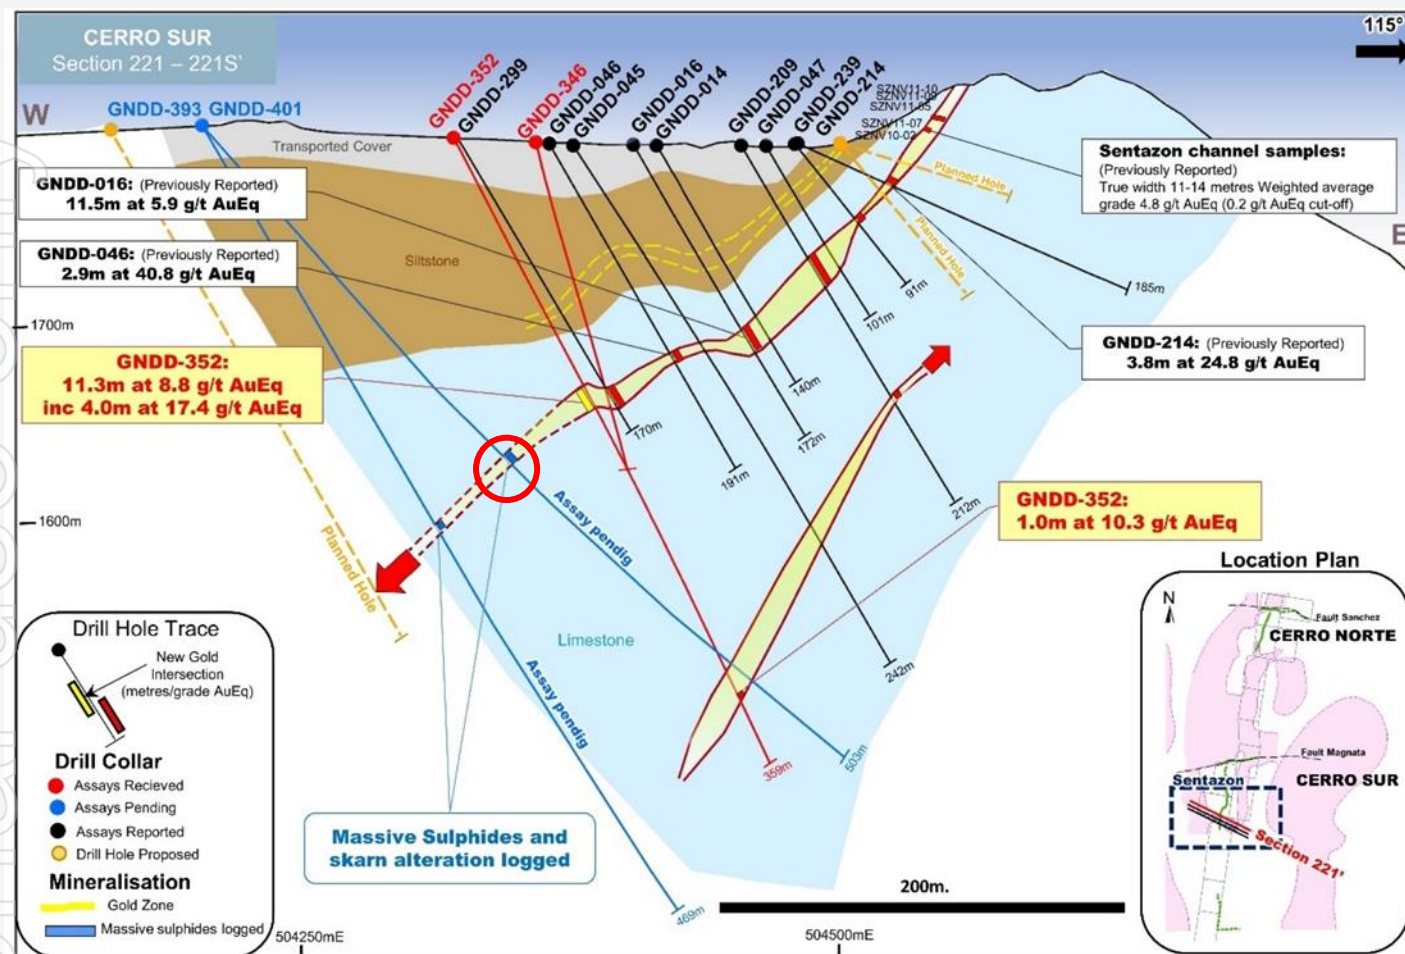 CERRO SUR
Section 221 – 221S'
115°
W
E
GNDD-393
GNDD-401
GNDD-352
GNDD-299
GNDD-346
GNDD-046
GNDD-045
GNDD-016
GNDD-014
GNDD-209
GNDD-047
GNDD-239
GNDD-214
SZNV11-10
SZNV11-07
SZNV10-02
Transported Cover
GNDD-016: (Previously Reported)
11.5m at 5.9 g/t AuEq
GNDD-046: (Previously Reported)
2.9m at 40.8 g/t AuEq
Siltstone
Planned Hole
Planned Hole
Sentazon channel samples:
(Previously Reported)
True width 11-14 metres Weighted average
grade 4.8 g/t AuEq (0.2 g/t AuEq cut-off)
185m
91m
101m
1700m
GNDD-214: (Previously Reported)
3.8m at 24.8 g/t AuEq
GNDD-352:
11.3m at 8.8 g/t AuEq
inc 4.0m at 17.4 g/t AuEq
140m
170m
172m
191m
212m
1600m
Assay pendig
Planned Hole
GNDD-352:
1.0m at 10.3 g/t AuEq
Limestone
242m
Assay pendig
359m
503m
469m
Massive Sulphides and
skarn alteration logged
200m.
504250mE
504500mE
Drill Hole Trace
New Gold
Intersection
(metres/grade AuEq)
Drill Collar
Assays Recieved
Assays Pending
Assays Reported
Drill Hole Proposed
Mineralisation
Gold Zone
Massive sulphides logged
Location Plan
N
Fault Sanchez
CERRO NORTE
Fault Magnata
Sentazon
CERRO SUR
Section 221'